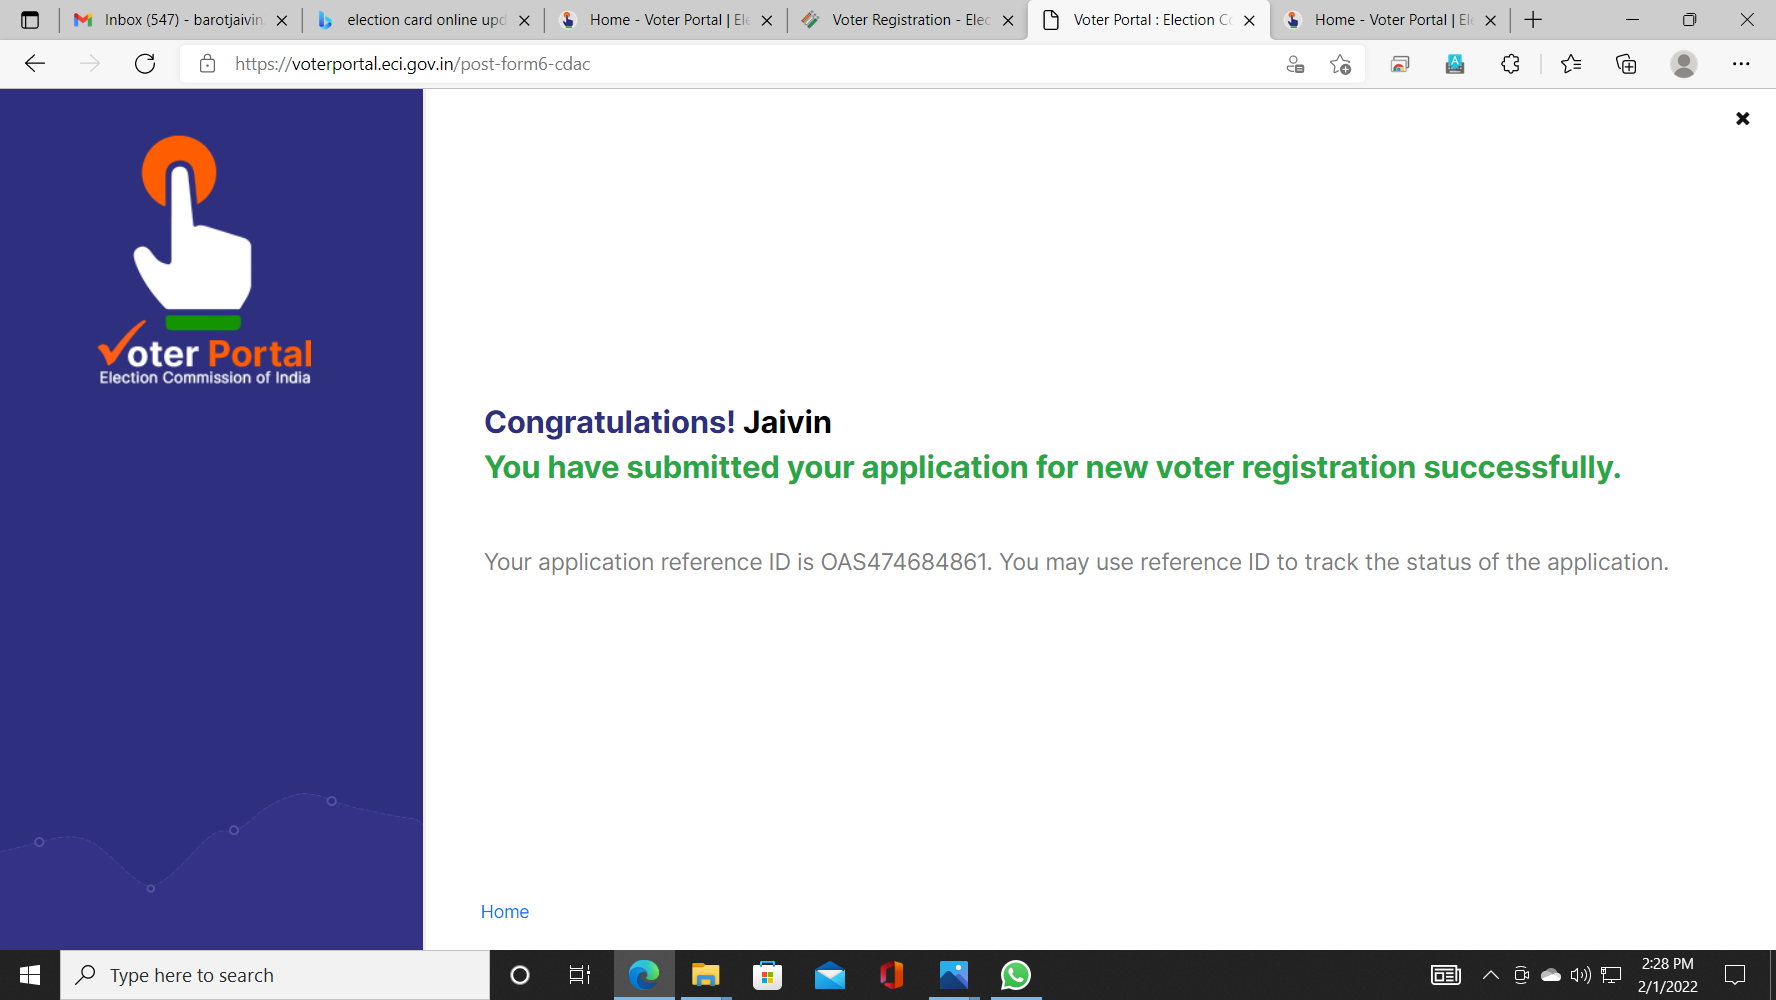 Inbox (547) - barotjaivin
election card online upd
Home - Voter Portal | Ele
Voter Registration - Elec
Voter Portal : Election Co
Home - Voter Portal | Ele
https://voterportal.eci.gov.in/post-form6-cdac
Voter Portal
Election Commission of India
Congratulations! Jaivin
You have submitted your application for new voter registration successfully.
Your application reference ID is OAS474684861. You may use reference ID to track the status of the application.
Home
Type here to search
2:28 PM
2/1/2022